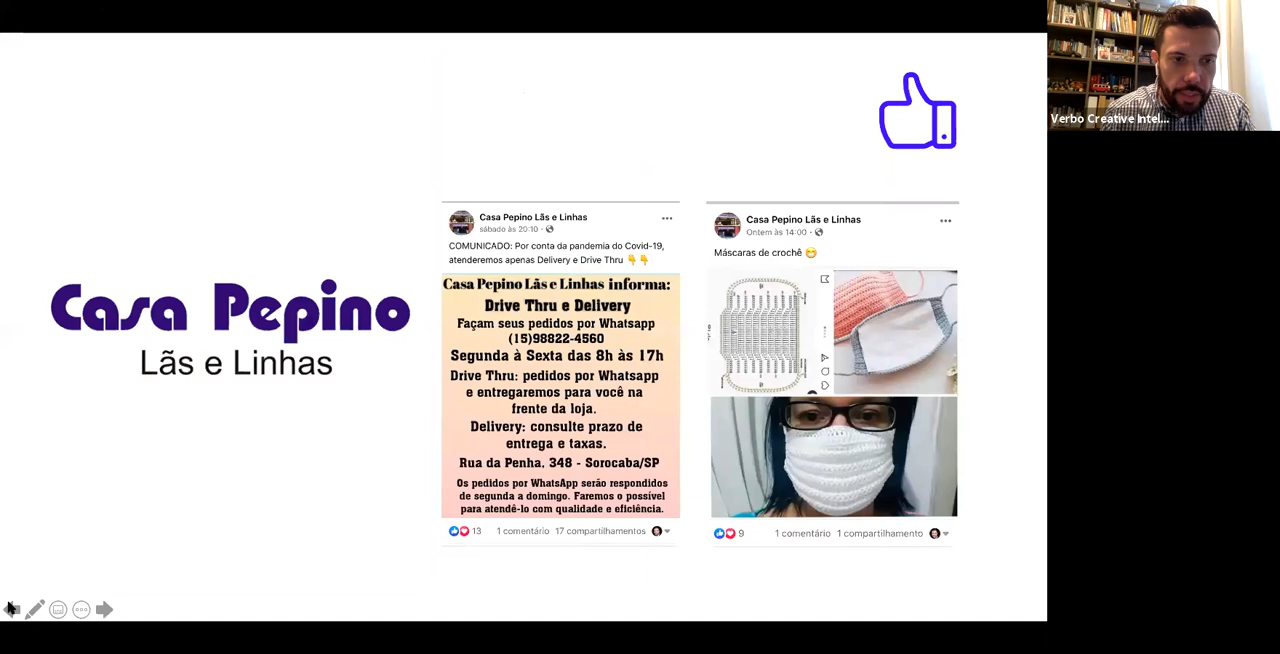 Verbo Creative Intel...
Casa Pepino
Lãs e Linhas
Casa Pepino Lãs e Linhas
sábado às 20:10 ·
COMUNICADO: Por conta da pandemia do Covid-19,
atenderemos apenas Delivery e Drive Thru 👇👇
Casa Pepino Lãs e Linhas informa:
Drive Thru e Delivery
Façam seus pedidos por Whatsapp
(15)98822-4560
Segunda à Sexta das 8h às 17h
Drive Thru: pedidos por Whatsapp
e entregaremos para você na
frente da loja.
Delivery: consulte prazo de
entrega e taxas.
Rua da Penha, 348 - Sorocaba/SP
Os pedidos por WhatsApp serão respondidos
de segunda a domingo. Faremos o possível
para atendê-lo com qualidade e eficiência.
13 1 comentário 17 compartilhamentos
Casa Pepino Lãs e Linhas
Ontem às 14:00 ·
Máscaras de crochê 😁
9 1 comentário 1 compartilhamento